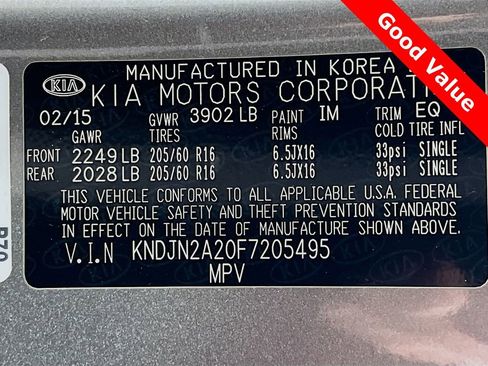 Good Value
MANUFACTURED IN KOREA
KIA KIA MOTORS CORPORATI
02/15 GVWR 3902 LB PAINT IM TRIM EQ
GAWR TIRES RIMS COLD TIRE INFL
FRONT 2249 LB 205/60 R16 6.5JX16 33psi SINGLE
REAR. 2028 LB 205/60 R16 6.5JX16 33psi SINGLE
THIS VEHICLE CONFORMS TO ALL APPLICABLE U.S.A. FEDERAL
MOTOR VEHICLE SAFETY AND THEFT PREVENTION STANDARDS
IN EFFECT ON THE DATE OF MANUFACTURE SHOWN ABOVE.
V.I.N KNDJN2A20F7205495
MPV